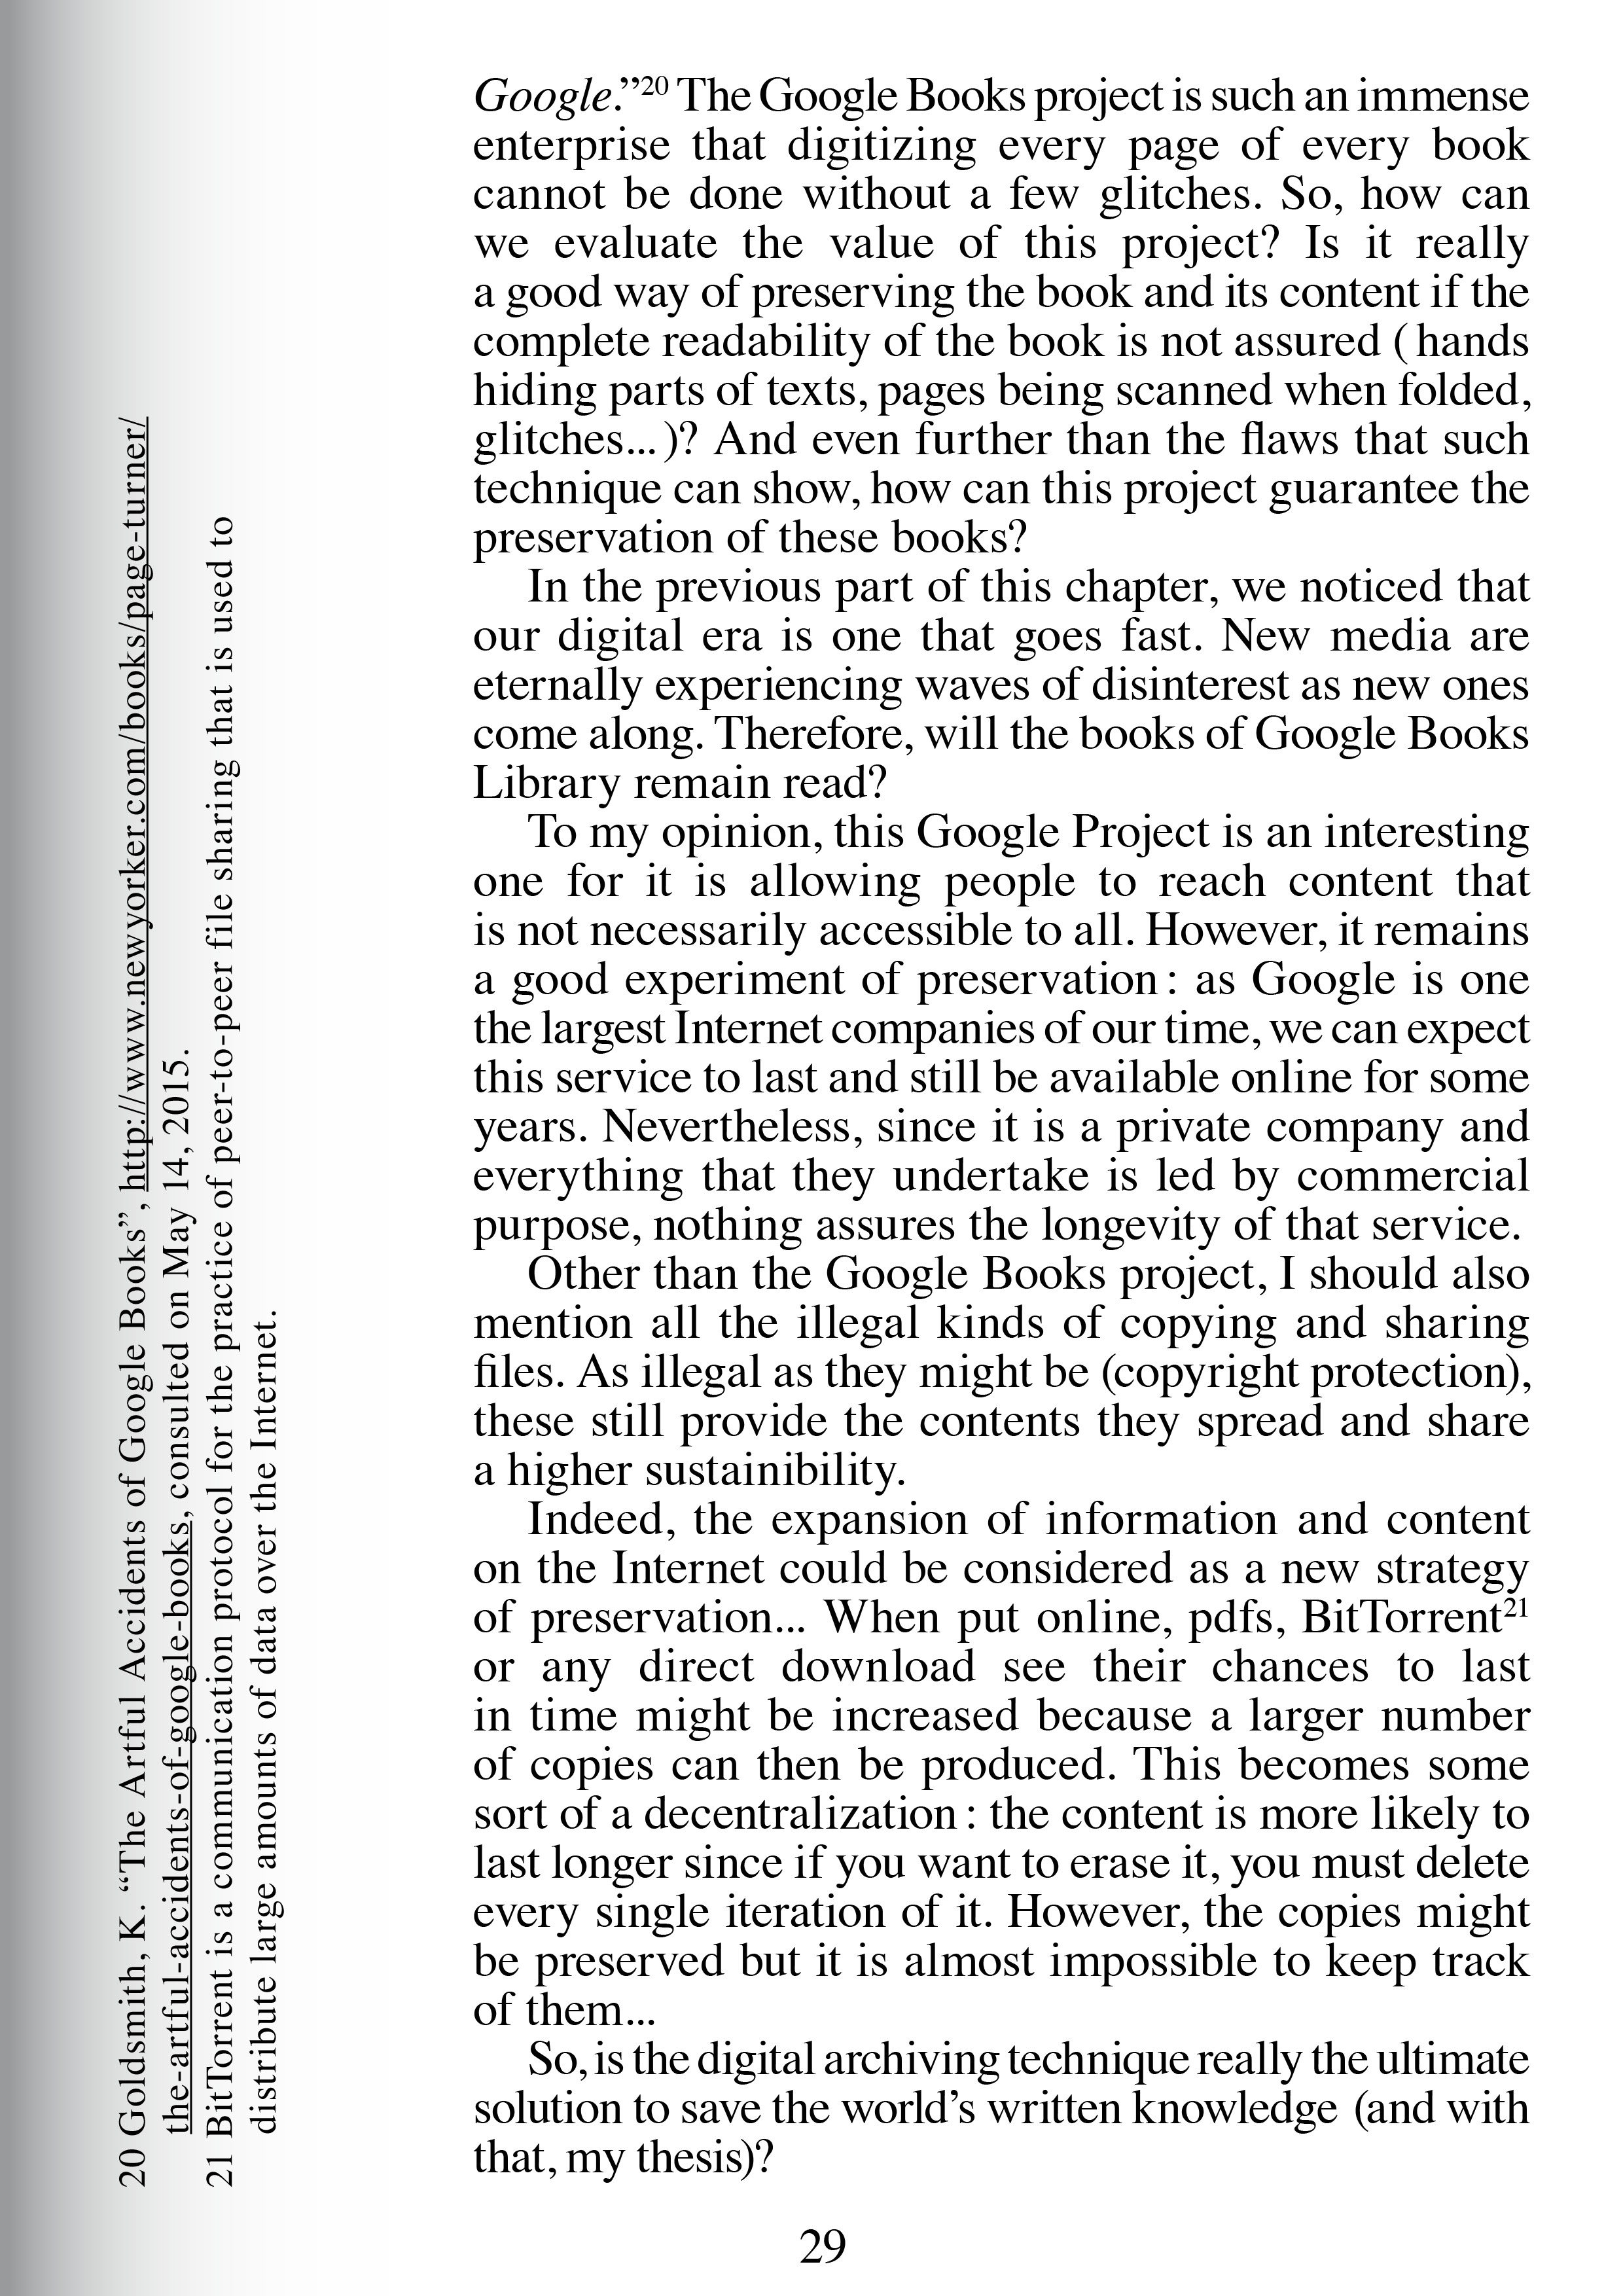 Google.”20 The Google Books project is such an immense
enterprise that digitizing every page of every book
cannot be done without a few glitches. So, how can
we evaluate the value of this project? Is it really
a good way of preserving the book and its content if the
complete readability of the book is not assured ( hands
hiding parts of texts, pages being scanned when folded,
glitches... )? And even further than the flaws that such
technique can show, how can this project guarantee the
preservation of these books?
In the previous part of this chapter, we noticed that
our digital era is one that goes fast. New media are
eternally experiencing waves of disinterest as new ones
come along. Therefore, will the books of Google Books
Library remain read?
To my opinion, this Google Project is an interesting
one for it is allowing people to reach content that
is not necessarily accessible to all. However, it remains
a good experiment of preservation : as Google is one
the largest Internet companies of our time, we can expect
this service to last and still be available online for some
years. Nevertheless, since it is a private company and
everything that they undertake is led by commercial
purpose, nothing assures the longevity of that service.
Other than the Google Books project, I should also
mention all the illegal kinds of copying and sharing
files. As illegal as they might be (copyright protection),
these still provide the contents they spread and share
a higher sustainibility.
Indeed, the expansion of information and content
on the Internet could be considered as a new strategy
of preservation... When put online, pdfs, BitTorrent21
or any direct download see their chances to last
in time might be increased because a larger number
of copies can then be produced. This becomes some
sort of a decentralization : the content is more likely to
last longer since if you want to erase it, you must delete
every single iteration of it. However, the copies might
be preserved but it is almost impossible to keep track
of them...
So, is the digital archiving technique really the ultimate
solution to save the world’s written knowledge (and with
that, my thesis)?
20 Goldsmith, K. “The Artful Accidents of Google Books”, http://www.newyorker.com/books/page-turner/
the-artful-accidents-of-google-books, consulted on May 14, 2015.
21 BitTorrent is a communication protocol for the practice of peer-to-peer file sharing that is used to
distribute large amounts of data over the Internet.
29